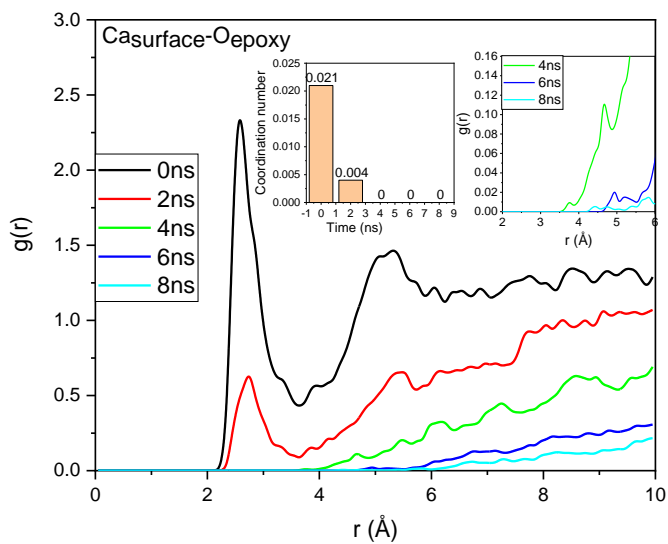 Casurface-Oepoxy
3.0
2.5
2.0
1.5
1.0
0.5
0.0
g(r)
0ns
2ns
4ns
6ns
8ns
0
2
4
6
8
10
r (Å)
Coordination number
0.025
0.020
0.015
0.010
0.005
0.000
0.021
0.004
0
0
0
-1 0 1 2 3 4 5 6 7 8 9
Time (ns)
g(r)
0.16
0.14
0.12
0.10
0.08
0.06
0.04
0.02
0.00
4ns
6ns
8ns
2
3
4
5
6
r (Å)